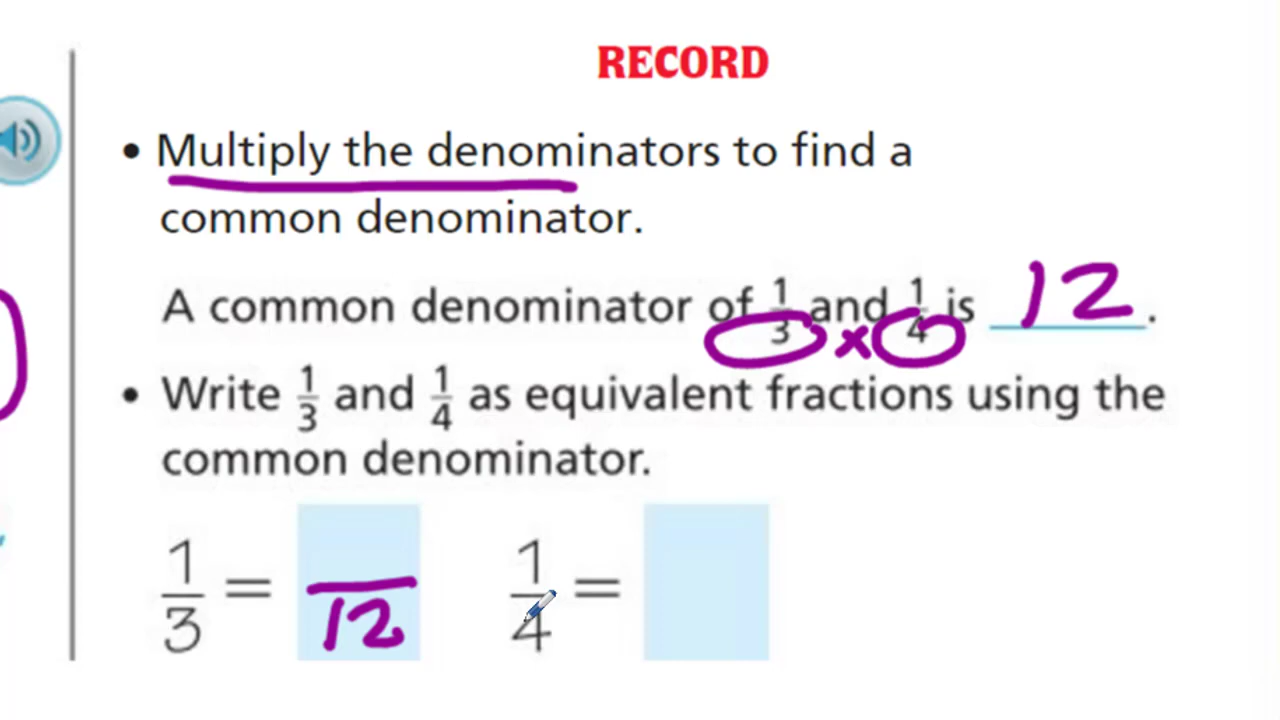 RECORD
• Multiply the denominators to find a
common denominator.
A common denominator of 1/3 and 1/4 is 12.
×
• Write 1/3 and 1/4 as equivalent fractions using the
common denominator.
1/3 = /12 1/4 =